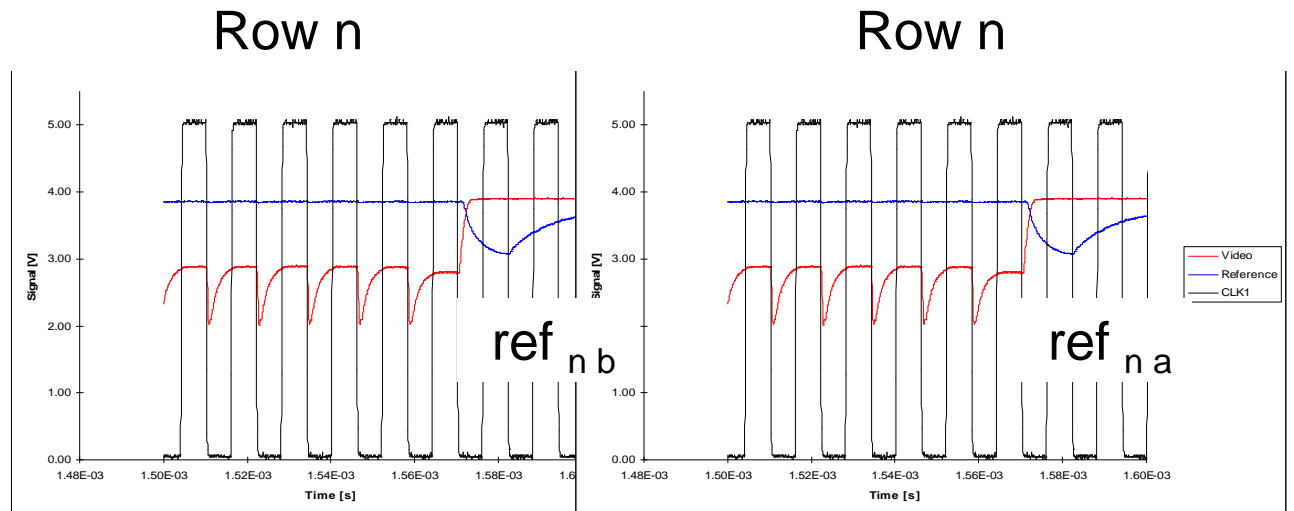 Row n
Row n
5.00
4.00
3.00
2.00
1.00
0.00
Signal [V]
1.48E-03
1.50E-03
1.52E-03
1.54E-03
1.56E-03
1.58E-03
1.6
Time [s]
ref n b
5.00
4.00
3.00
2.00
1.00
0.00
Signal [V]
1.48E-03
1.50E-03
1.52E-03
1.54E-03
1.56E-03
1.58E-03
1.60E-03
Time [s]
ref n a
Video
Reference
CLK1